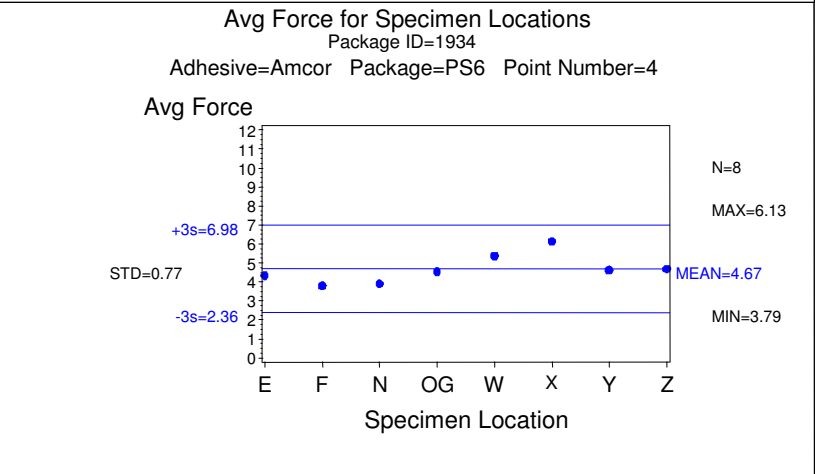 Avg Force for Specimen Locations
Package ID=1934
Adhesive=Amcor Package=PS6 Point Number=4
Avg Force
12
11
10
9
8
7
6
5
4
3
2
1
0
+3s=6.98
STD=0.77
-3s=2.36
N=8
MAX=6.13
MEAN=4.67
MIN=3.79
E F N OG W X Y Z
Specimen Location